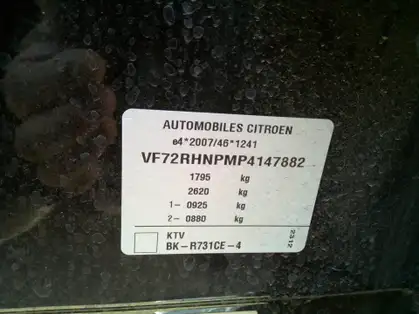 AUTOMOBILES CITROEN
e4*2007/46*1241
VF72RHNPMP4147882
1795 kg
2620 kg
1- 0925 kg
2- 0880 kg
KTV
BK-R731CE-4
2312